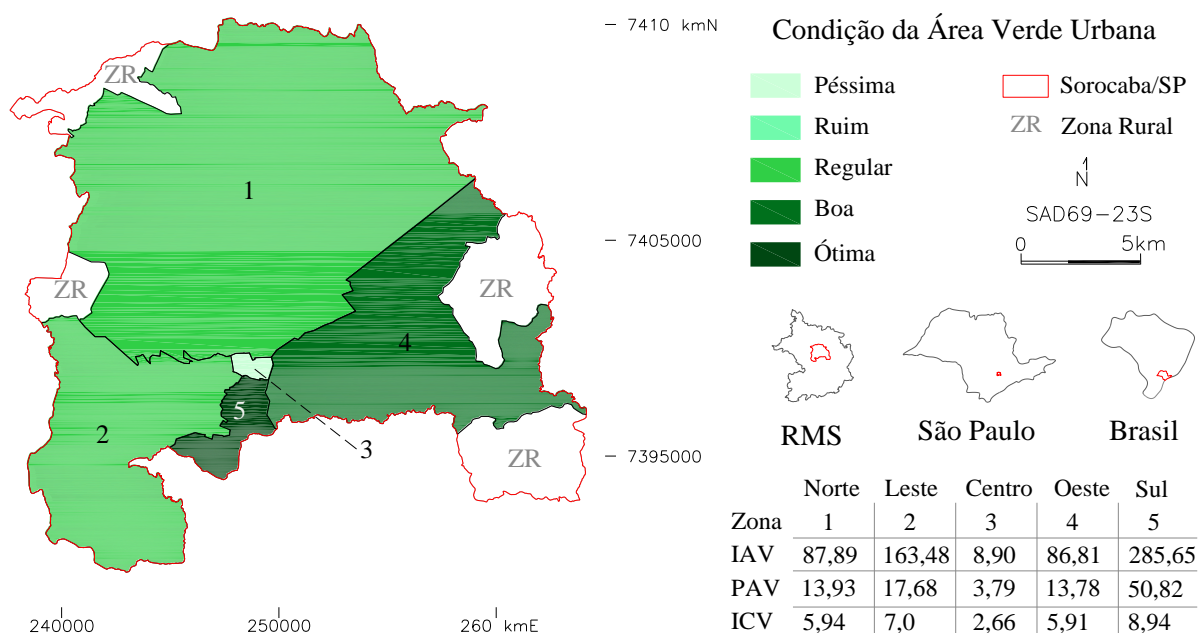 7410 kmN
Condição da Área Verde Urbana
ZR
Péssima
Sorocaba/SP
Ruim
ZR Zona Rural
Regular
1
N
Boa
SAD69-23S
7405000
0 5km
Ótima
ZR
ZR
4
5
2
3
RMS São Paulo Brasil
ZR
7395000
Norte Leste Centro Oeste Sul
Zona 1 2 3 4 5
IAV 87,89 163,48 8,90 86,81 285,65
PAV 13,93 17,68 3,79 13,78 50,82
ICV 5,94 7,0 2,66 5,91 8,94
240000 250000 260 kmE